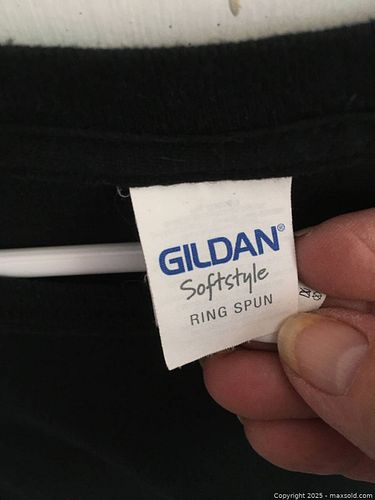 GILDAN®
Softstyle
RING SPUN
Copyright 2025 - maxsold.com